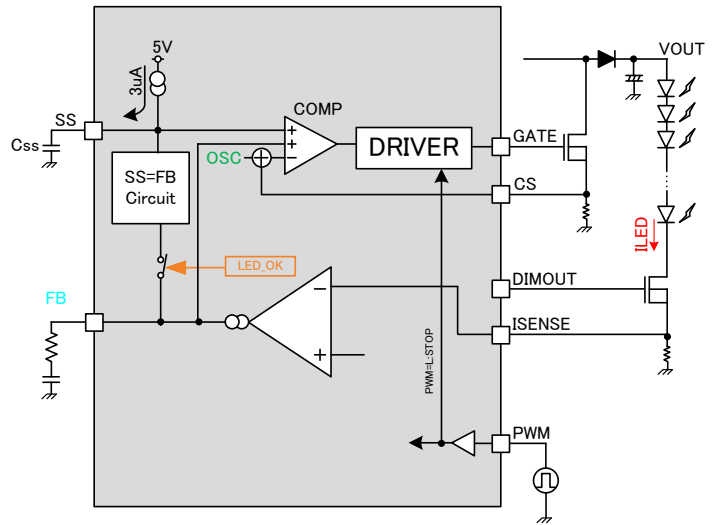 5V
3uA
VOUT
SS
COMP
Css
OSC
DRIVER
GATE
SS=FB
Circuit
CS
ILED
LED_OK
DIMOUT
FB
ISENSE
PWM=L:STOP
PWM